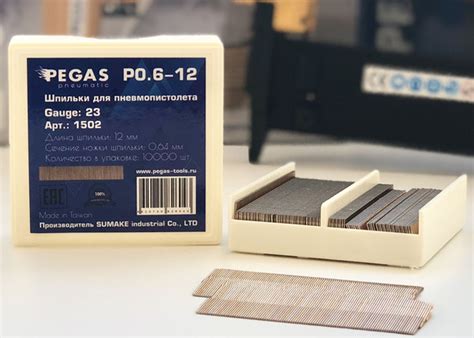 PEGAS P0.6-12
pneumatic
Шпильки для пневмопистолета
Gauge: 23
Арт.: 1502
Длина шпильки: 12 мм
Сечение ножки шпильки: 0,64 мм
Количество в упаковке: 10000 шт.
www.pegas-tools.ru
EAC
100%
Made in Taiwan
Производитель SUMAKE industrial Co., LTD